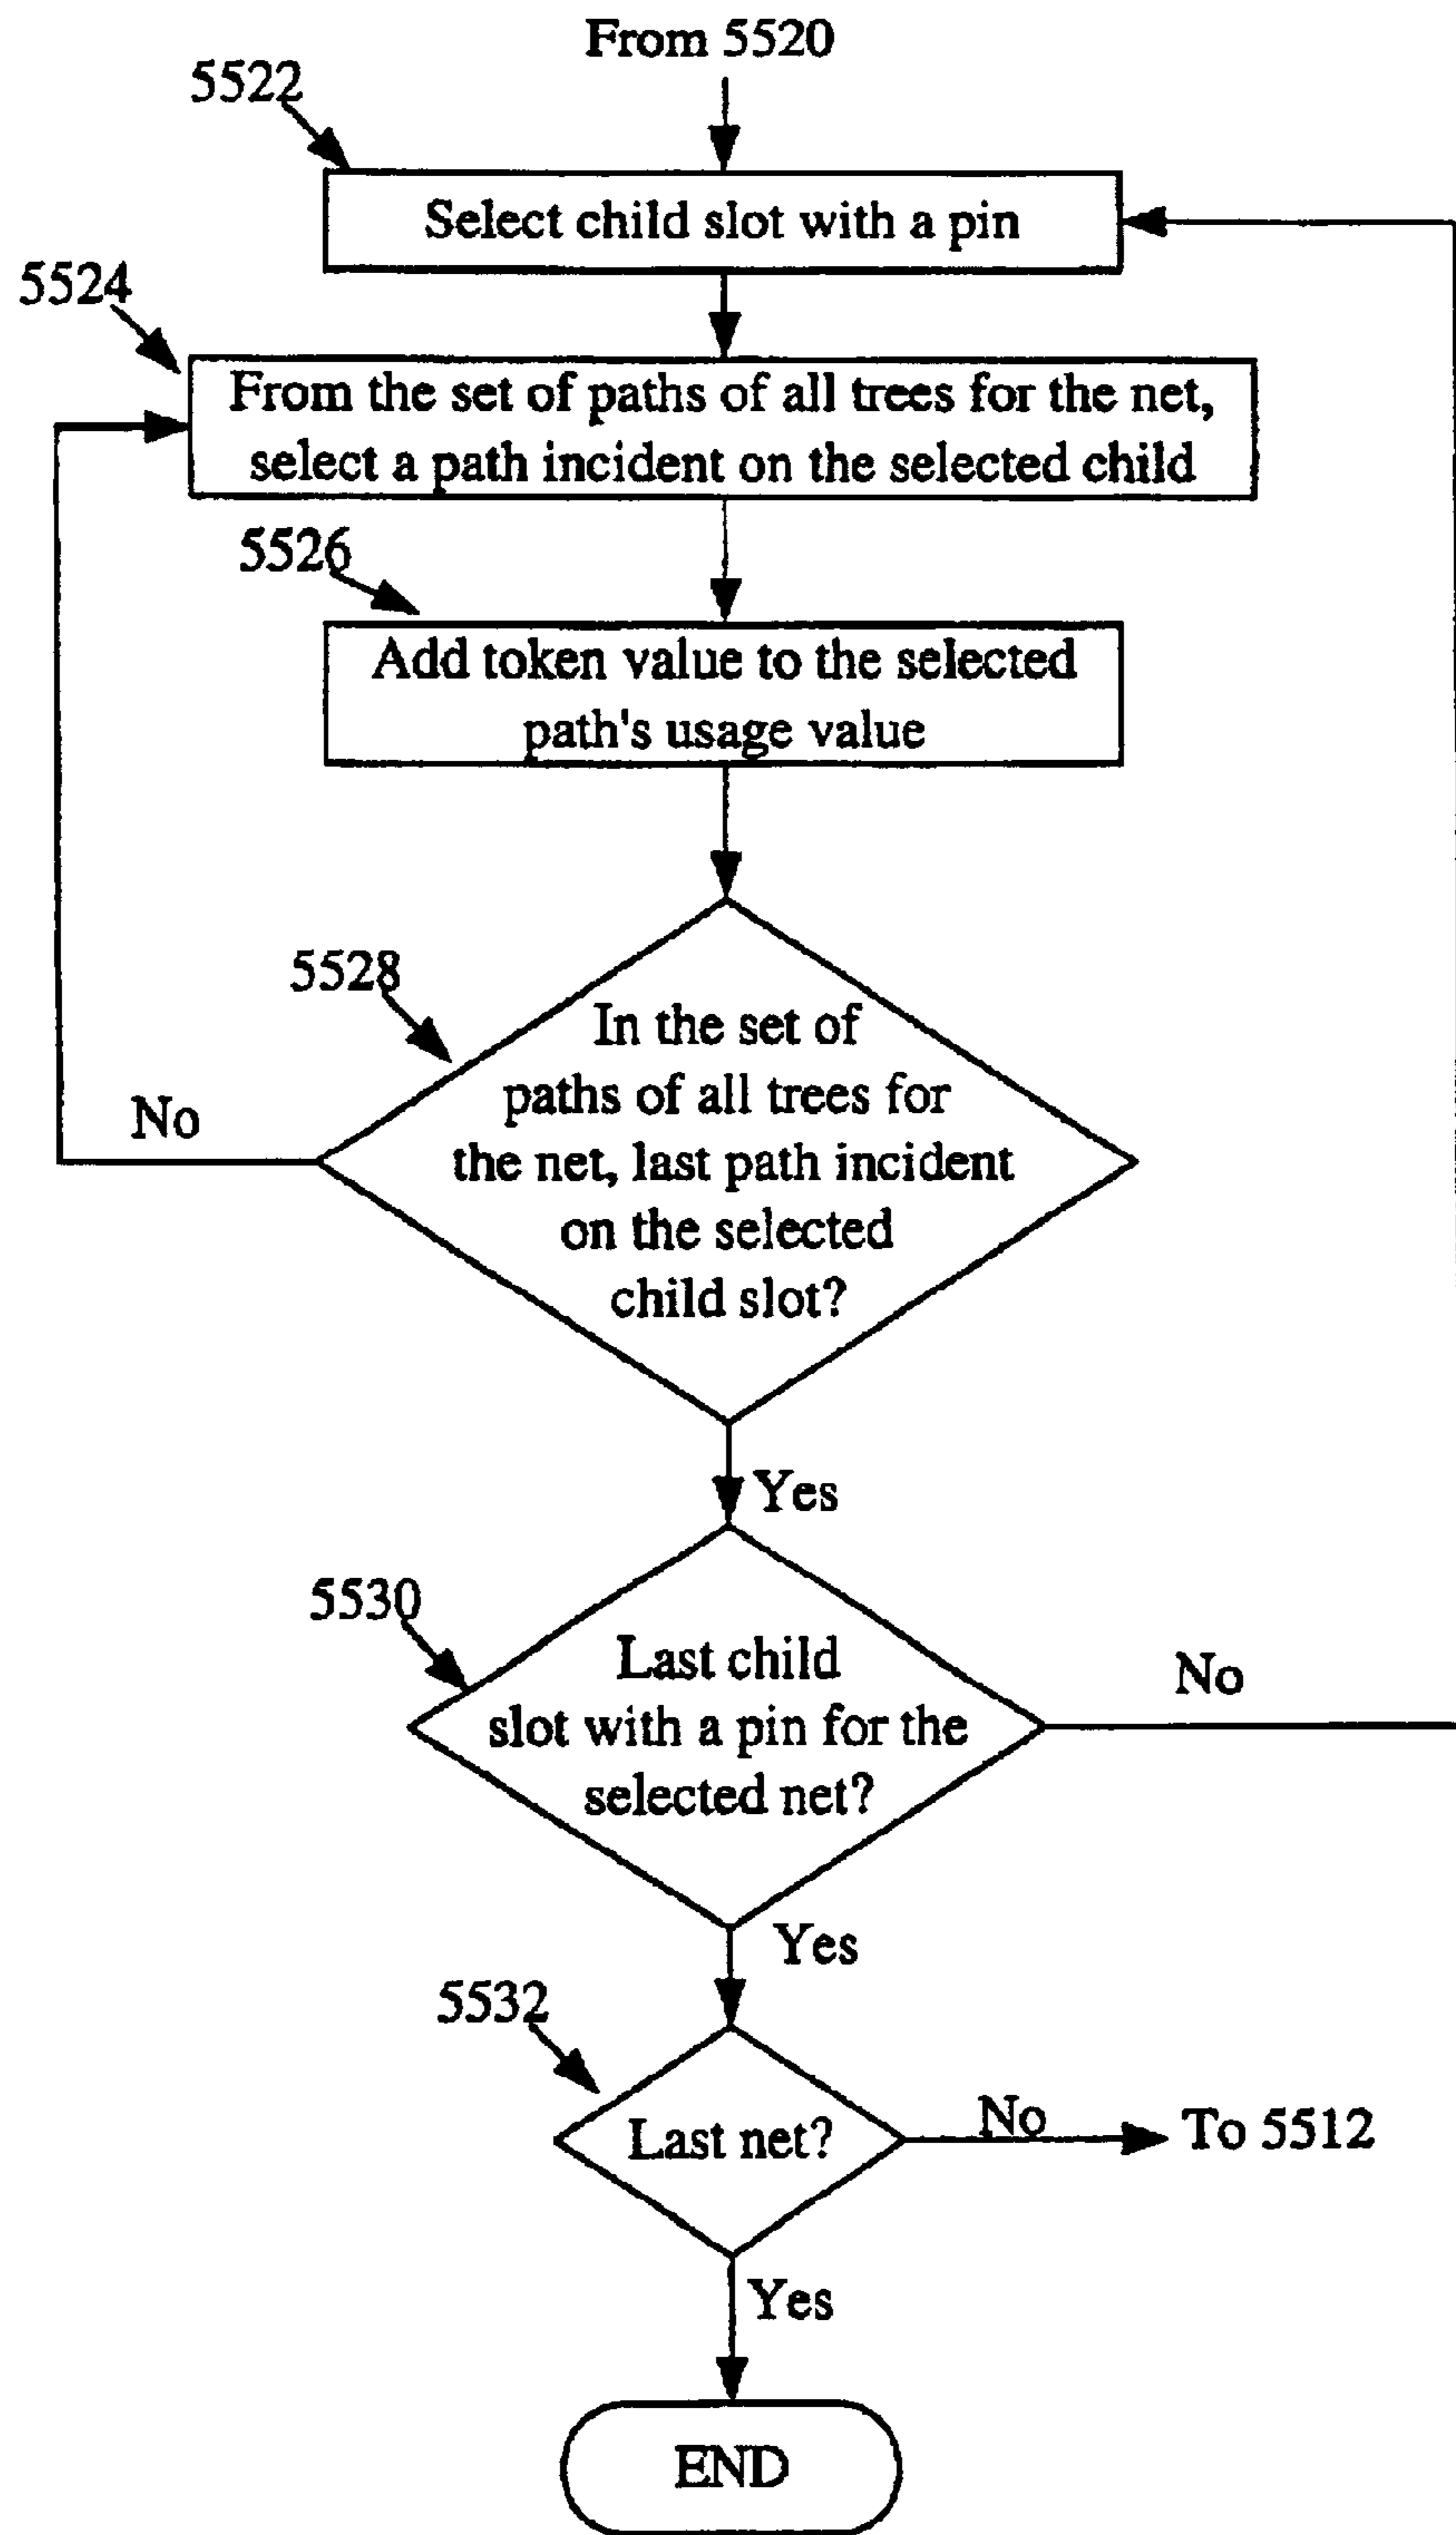 From 5520
5522
Select child slot with a pin
5524
From the set of paths of all trees for the net,
select a path incident on the selected child
5526
Add token value to the selected
path's usage value
5528
In the set of
paths of all trees for
the net, last path incident
on the selected
child slot?
No
Yes
5530
Last child
slot with a pin for the
selected net?
No
Yes
5532
Last net?
No
To 5512
Yes
END